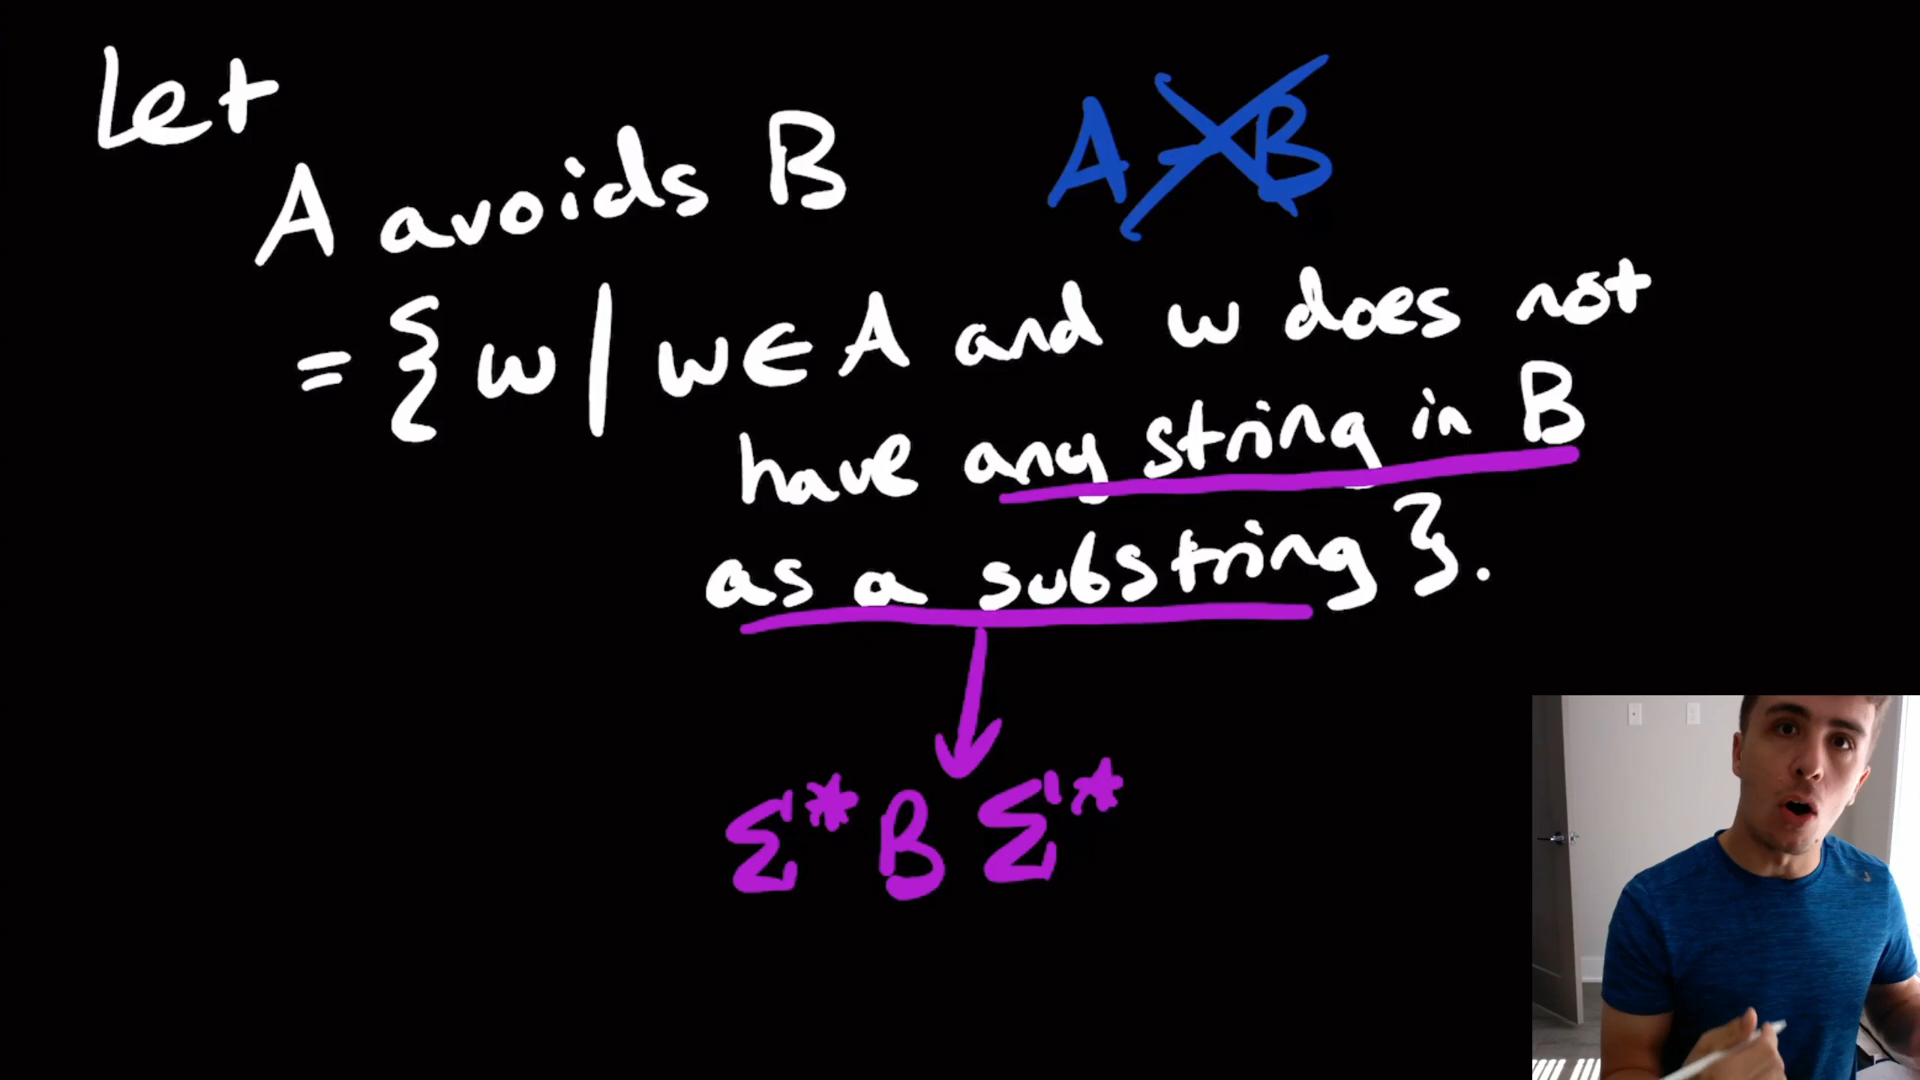 Let
A avoids B
A B
= { w | w ∈ A and w does not
have any string in B
as a substring }.
Σ* B Σ*